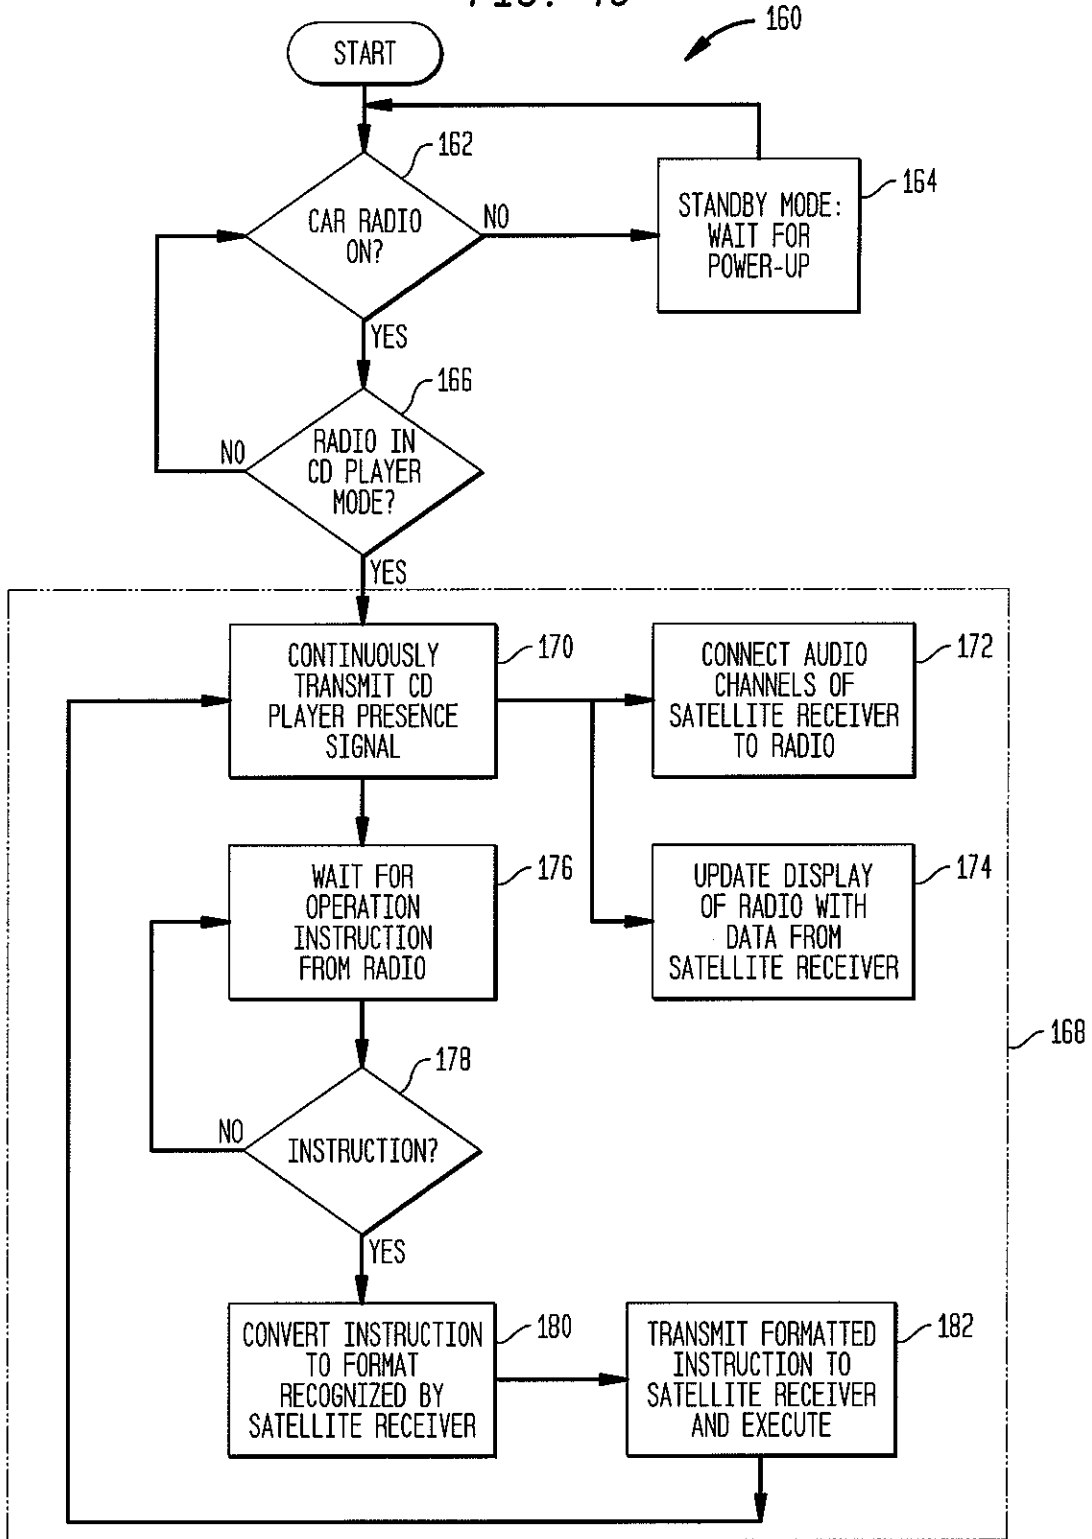 160
START
162
CAR RADIO
ON?
NO
164
STANDBY MODE:
WAIT FOR
POWER-UP
YES
166
RADIO IN
CD PLAYER
MODE?
NO
YES
170
CONTINUOUSLY
TRANSMIT CD
PLAYER PRESENCE
SIGNAL
172
CONNECT AUDIO
CHANNELS OF
SATELLITE RECEIVER
TO RADIO
176
WAIT FOR
OPERATION
INSTRUCTION
FROM RADIO
174
UPDATE DISPLAY
OF RADIO WITH
DATA FROM
SATELLITE RECEIVER
168
178
NO
INSTRUCTION?
YES
180
CONVERT INSTRUCTION
TO FORMAT
RECOGNIZED BY
SATELLITE RECEIVER
182
TRANSMIT FORMATTED
INSTRUCTION TO
SATELLITE RECEIVER
AND EXECUTE